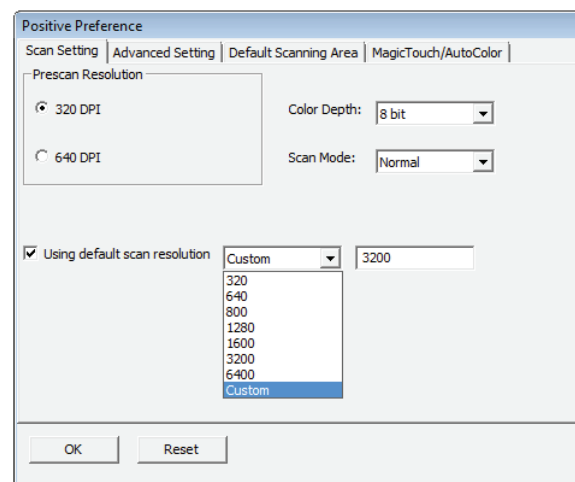 Positive Preference
Scan Setting Advanced Setting Default Scanning Area MagicTouch/AutoColor
Prescan Resolution
320 DPI
Color Depth: 8 bit
640 DPI
Scan Mode: Normal
Using default scan resolution Custom 3200
320
640
800
1280
1600
3200
6400
Custom
OK Reset